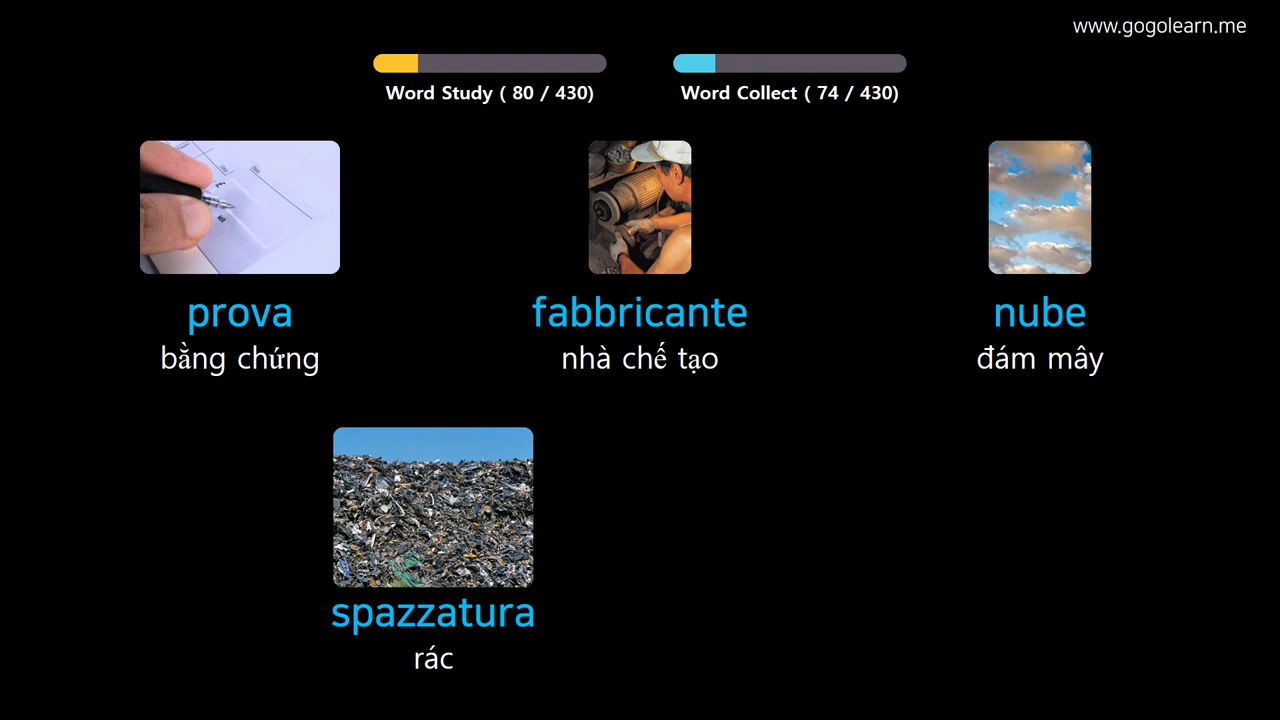 www.gogolearn.me
Word Study ( 80 / 430)
Word Collect ( 74 / 430)
prova
bằng chứng
fabbricante
nhà chế tạo
nube
đám mây
spazzatura
rác